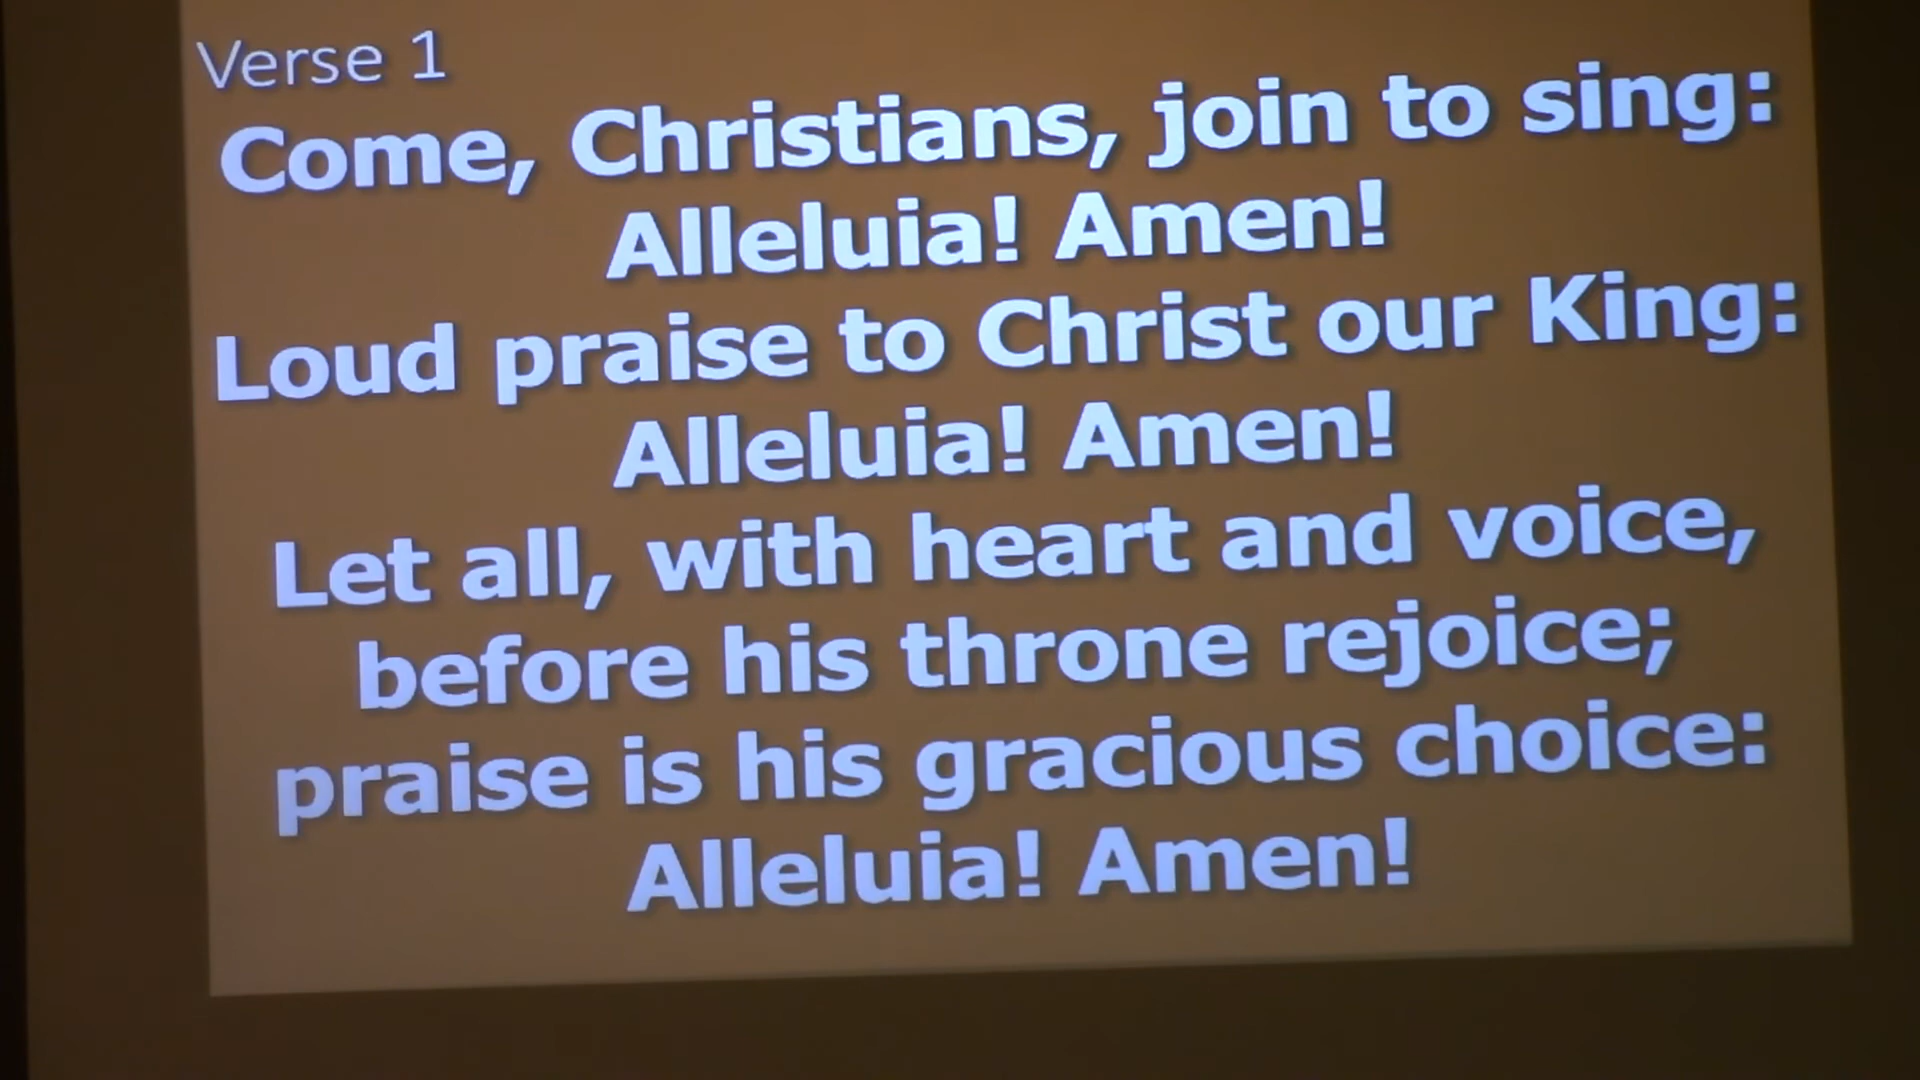 Verse 1
Come, Christians, join to sing:
Alleluia! Amen!
Loud praise to Christ our King:
Alleluia! Amen!
Let all, with heart and voice,
before his throne rejoice;
praise is his gracious choice:
Alleluia! Amen!